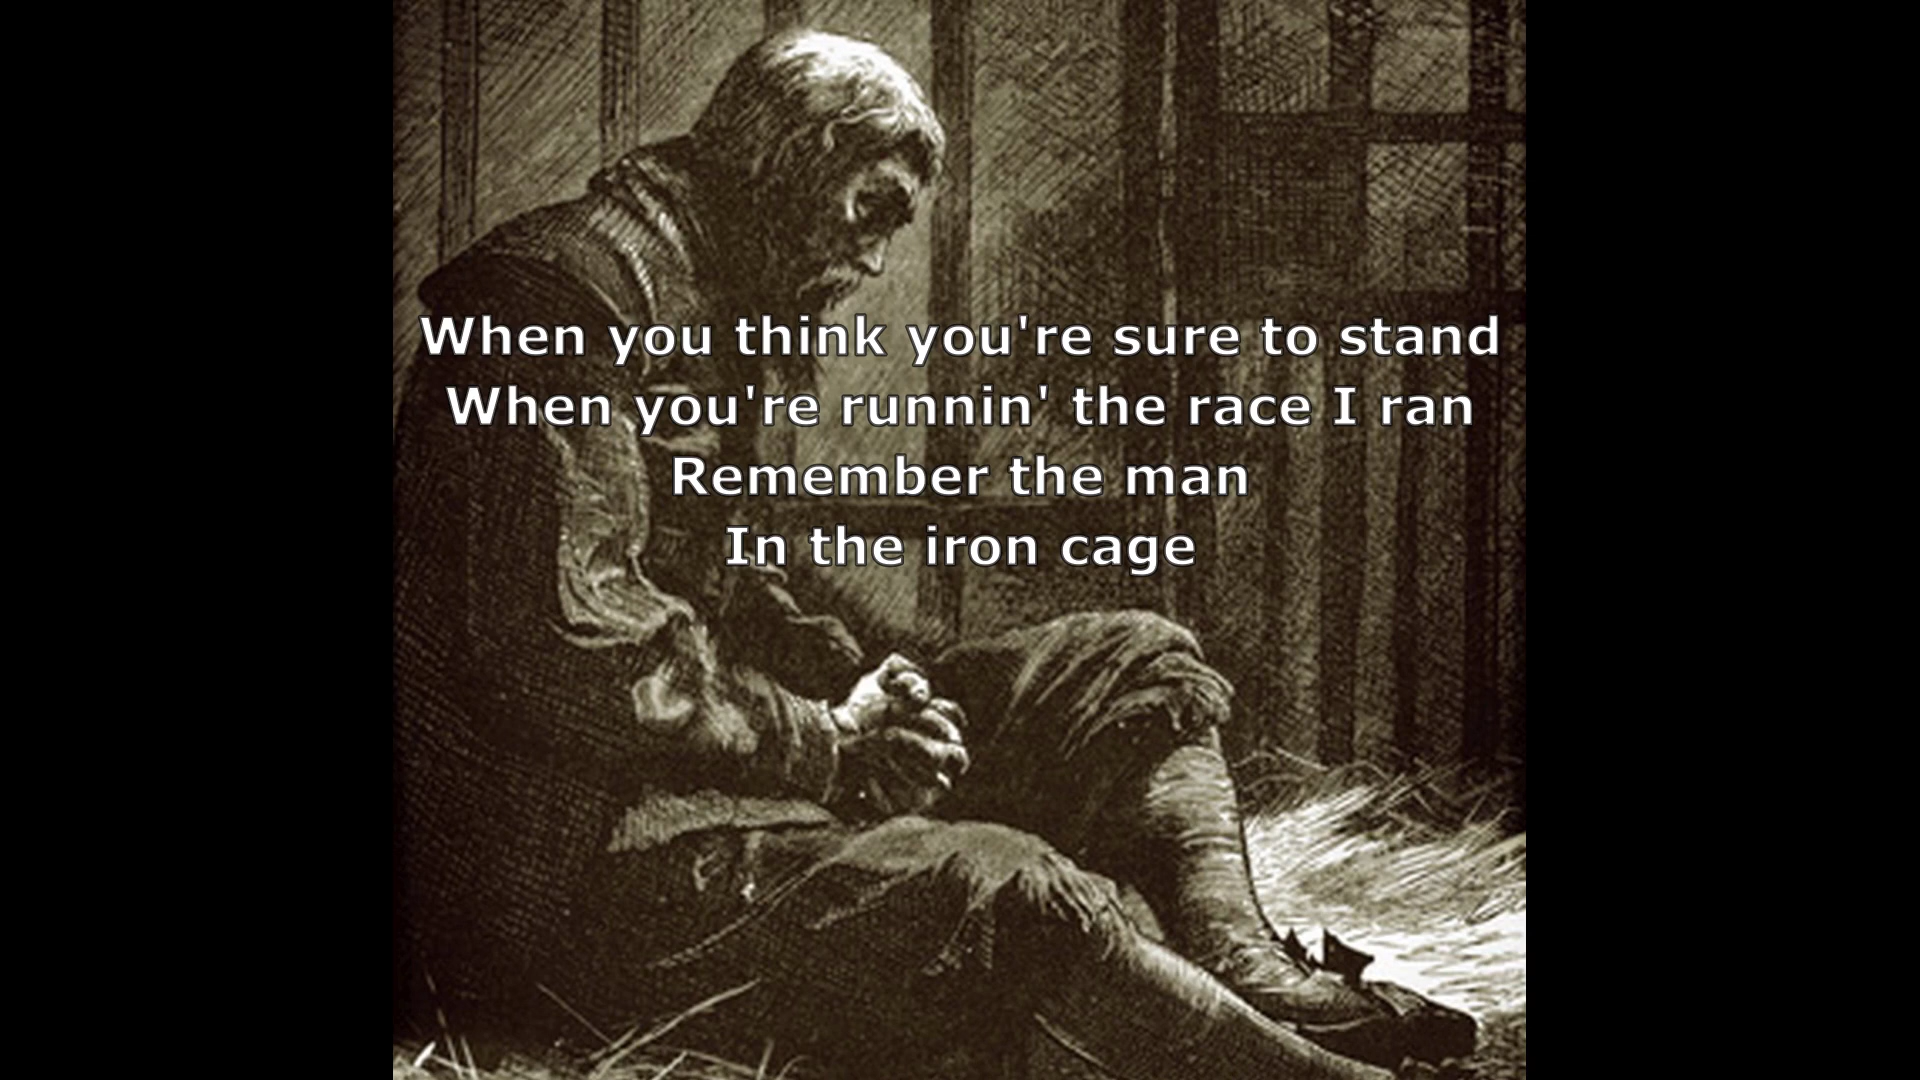 When you think you're sure to stand
When you're runnin' the race I ran
Remember the man
In the iron cage